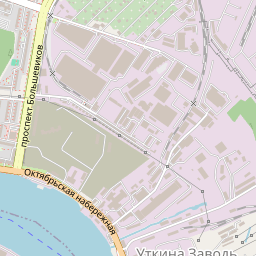 проспект Большевиков
Октябрьская набережная
Уткина Заводь